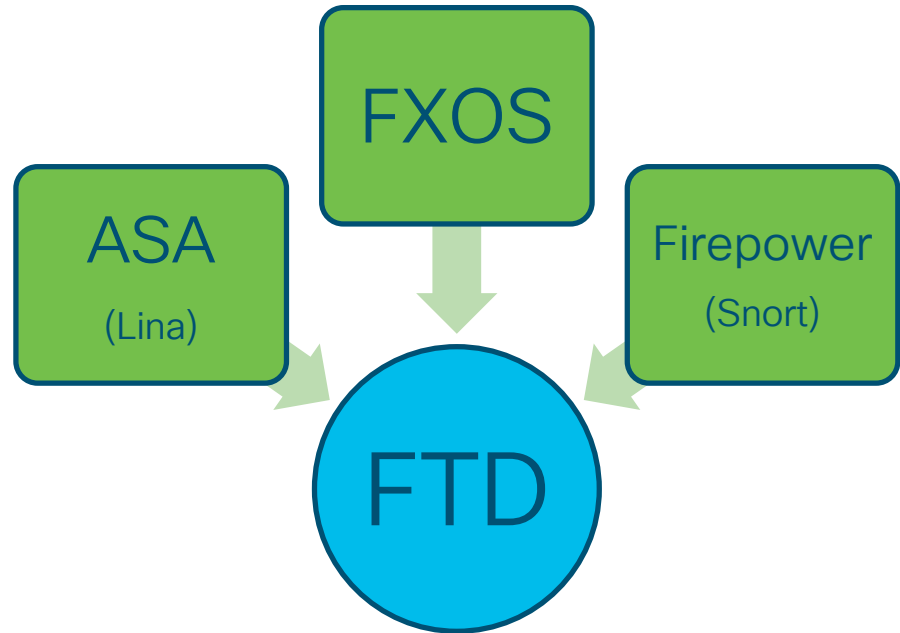 FXOS
ASA
(Lina)
Firepower
(Snort)
FTD